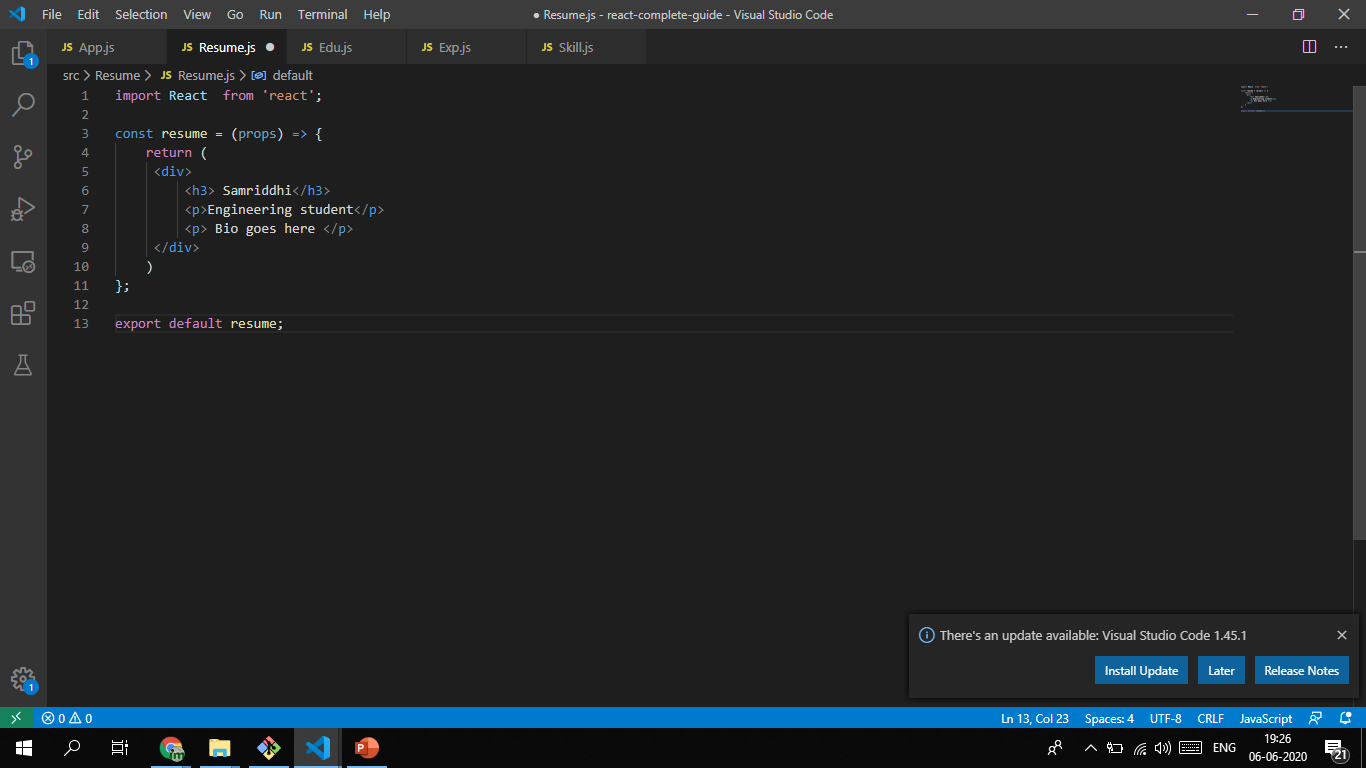 File Edit Selection View Go Run Terminal Help ● Resume.js - react-complete-guide - Visual Studio Code
JS App.js JS Resume.js ● JS Edu.js JS Exp.js JS Skill.js ...
src > Resume > JS Resume.js > default
1 import React  from 'react';
2
3 const resume = (props) => {
4     return (
5      <div>
6          <h3> Samriddhi</h3>
7          <p>Engineering student</p>
8          <p> Bio goes here </p>
9      </div>
10     )
11 };
12
13 export default resume;
1
1
There's an update available: Visual Studio Code 1.45.1
Install Update Later Release Notes
0 0 Ln 13, Col 23 Spaces: 4 UTF-8 CRLF JavaScript
ENG 19:26
06-06-2020 21